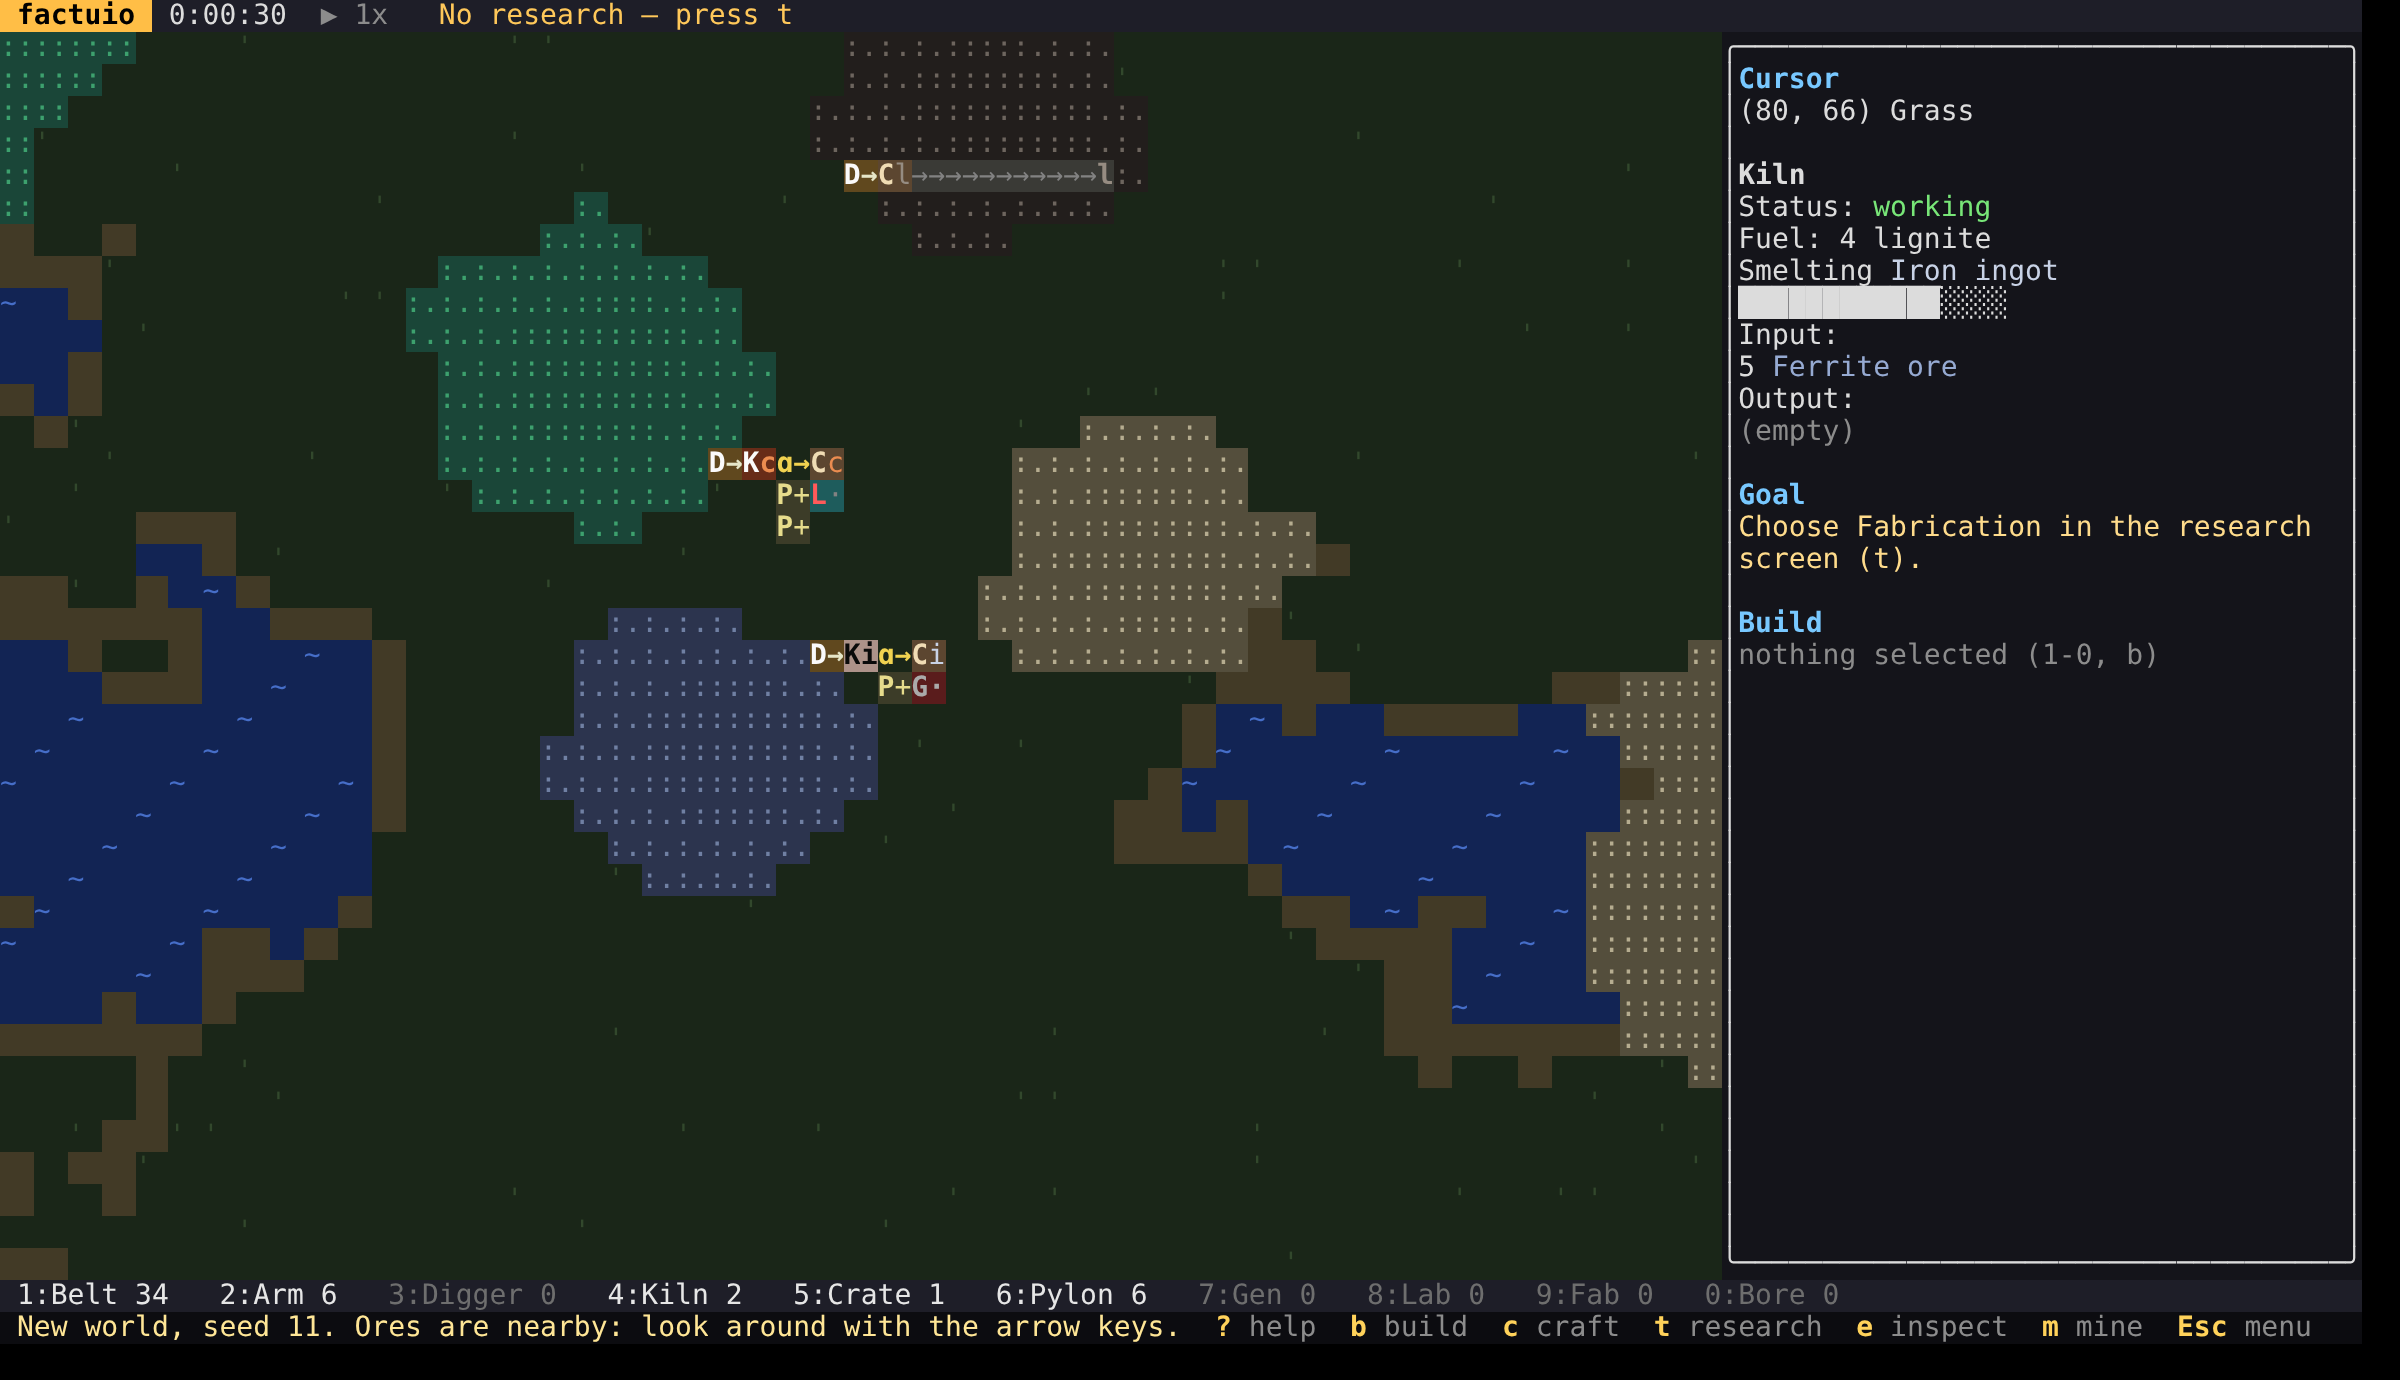 factuio 0:00:30 ▶ 1x No research — press t
Cursor
(80, 66) Grass
Kiln
Status: working
Fuel: 4 lignite
Smelting Iron ingot
Input:
5 Ferrite ore
Output:
(empty)
Goal
Choose Fabrication in the research
screen (t).
Build
nothing selected (1-0, b)
D→Cl→→→→→→→→→→→l
D→Kcɑ→Cc
P+L·
P+
D→Kiɑ→Ci
P+G·
1:Belt 34 2:Arm 6 3:Digger 0 4:Kiln 2 5:Crate 1 6:Pylon 6 7:Gen 0 8:Lab 0 9:Fab 0 0:Bore 0
New world, seed 11. Ores are nearby: look around with the arrow keys. ? help b build c craft t research e inspect m mine Esc menu